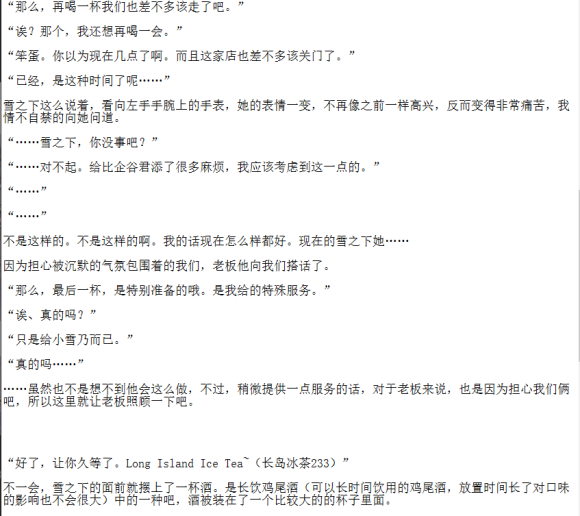 “那么，再喝一杯我们也差不多该走了吧。”
“诶？那个，我还想再喝一会。”
“笨蛋。你以为现在几点了啊。而且这家店也差不多该关门了。”
“已经，是这种时间了呢……”
雪之下这么说着，看向左手手腕上的手表，她的表情一变，不再像之前一样高兴，反而变得非常痛苦，我
情不自禁的向她问道。
“……雪之下，你没事吧？”
“……对不起。给比企谷君添了很多麻烦，我应该考虑到这一点的。”
“……”
“……”
不是这样的。不是这样的啊。我的话现在怎么样都好。现在的雪之下她……
因为担心被沉默的气氛包围着的我们，老板他向我们搭话了。
“那么，最后一杯，是特别准备的哦。是我给的特殊服务。”
“诶、真的吗？”
“只是给小雪乃而已。”
“真的吗……”
……虽然也不是想不到他会这么做，不过，稍微提供一点服务的话，对于老板来说，也是因为担心我们俩
吧，所以这里就让老板照顾一下吧。
“好了，让你久等了。Long Island Ice Tea~（长岛冰茶233）”
不一会，雪之下的面前就摆上了一杯酒。是长饮鸡尾酒（可以长时间饮用的鸡尾酒，放置时间长了对口味
的影响也不会很大）中的一种吧，酒被装在了一个比较大的的杯子里面。